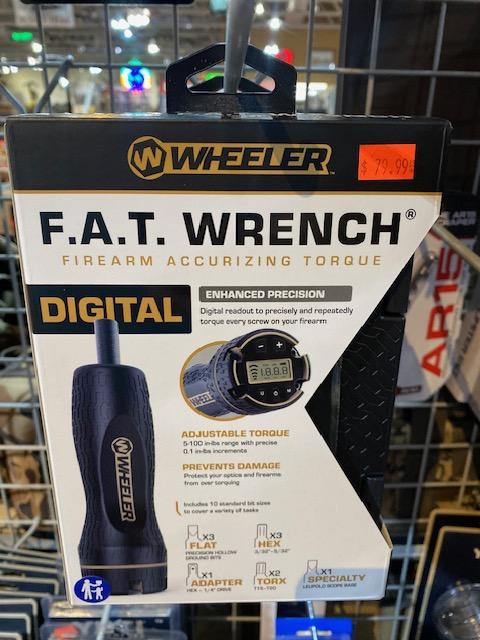 WHEELER
$ 79.99
F.A.T. WRENCH®
FIREARM ACCURIZING TORQUE
DIGITAL
ENHANCED PRECISION
Digital readout to precisely and repeatedly
torque every screw on your firearm
+
18.8.8
WHEELER
ADJUSTABLE TORQUE
5-100 in-lbs range with precise
0.1 in-lbs increments
PREVENTS DAMAGE
Protect your optics and firearms
from over torquing
WHEELER
Includes 10 standard bit sizes
to cover a variety of tasks
X3
FLAT
PRECISION HOLLOW
GROUND BITS
X3
HEX
3/32"-5/32"
X1
ADAPTER
HEX - 1/4" DRIVE
X2
TORX
T15-T20
X1
SPECIALTY
LEUPOLD SCOPE BASE
AR15